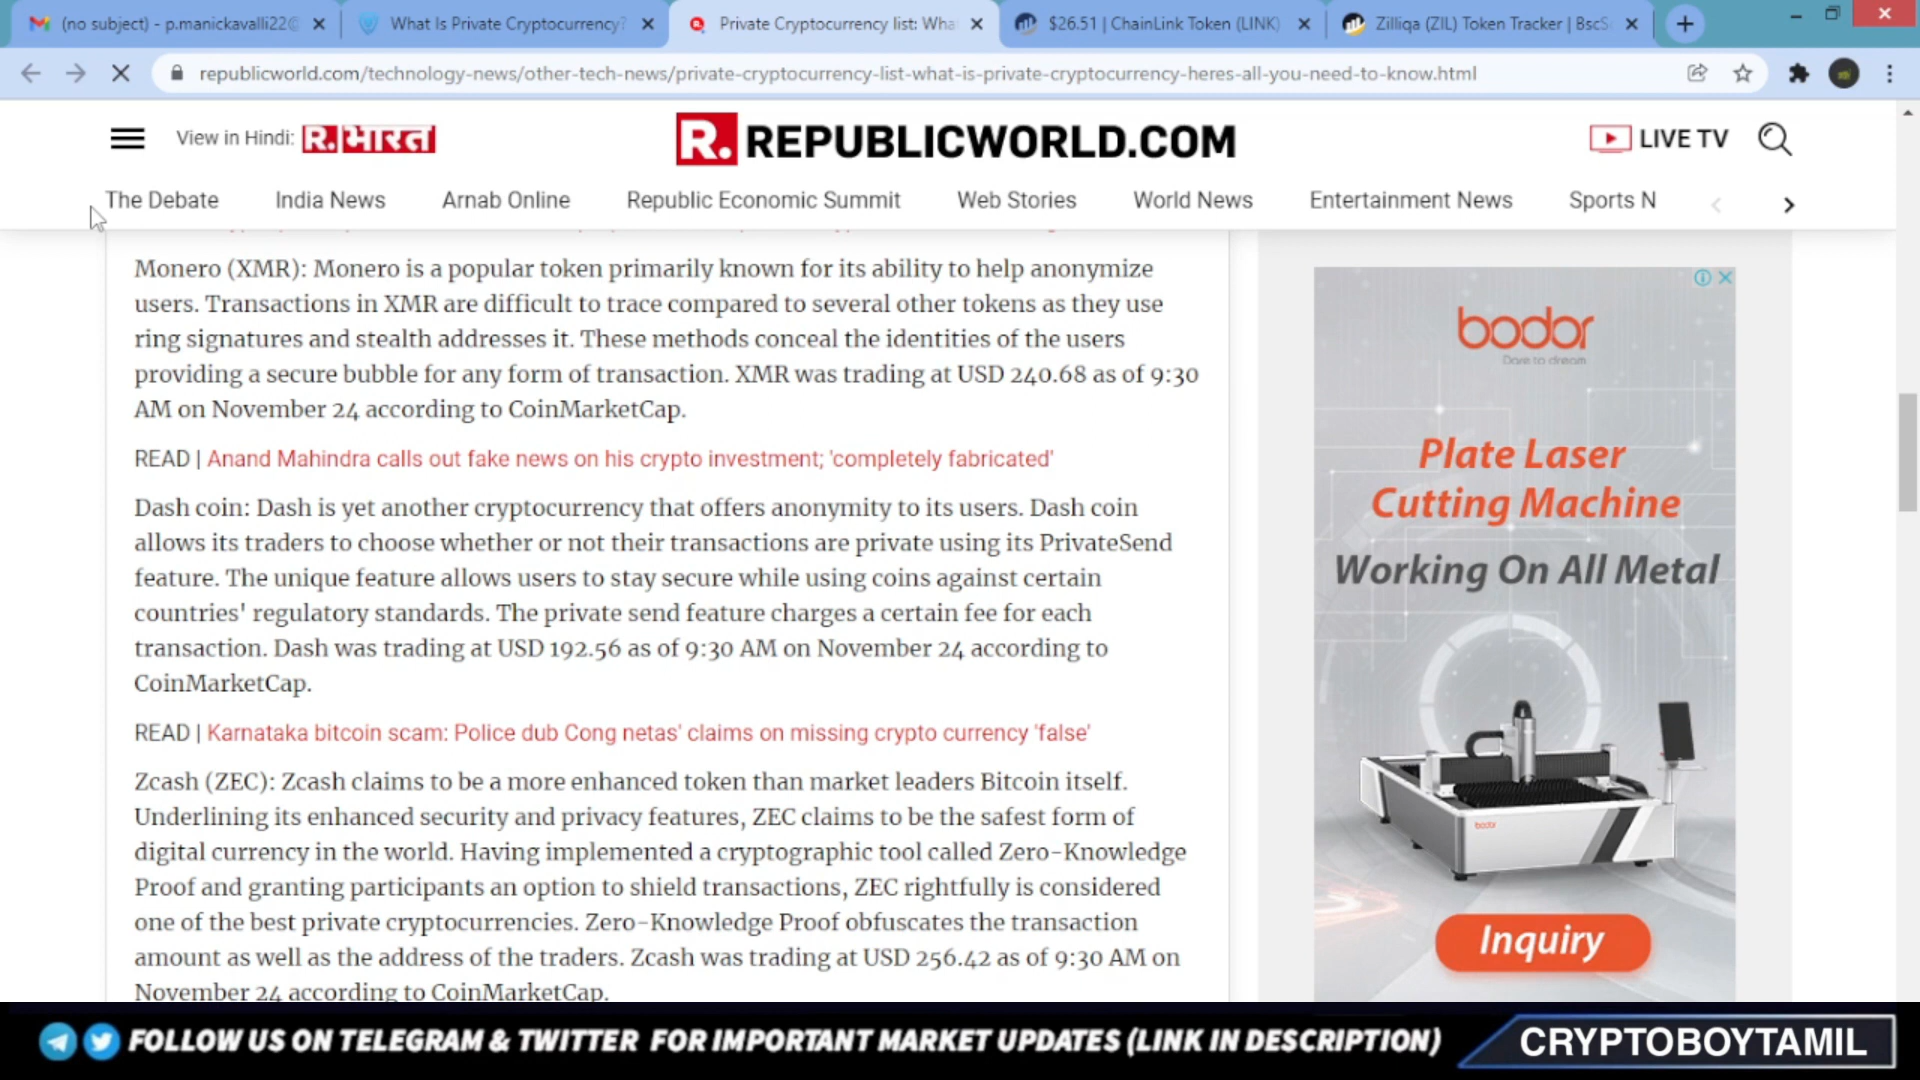 (no subject) - p.manickavalli22@
What Is Private Cryptocurrency?
Private Cryptocurrency list: Wha
$26.51 | ChainLink Token (LINK)
Zilliqa (ZIL) Token Tracker | BscS
republicworld.com/technology-news/other-tech-news/private-cryptocurrency-list-what-is-private-cryptocurrency-heres-all-you-need-to-know.html
View in Hindi: R. भारत
R. REPUBLICWORLD.COM
LIVE TV
The Debate India News Arnab Online Republic Economic Summit Web Stories World News Entertainment News Sports N
Monero (XMR): Monero is a popular token primarily known for its ability to help anonymize
users. Transactions in XMR are difficult to trace compared to several other tokens as they use
ring signatures and stealth addresses it. These methods conceal the identities of the users
providing a secure bubble for any form of transaction. XMR was trading at USD 240.68 as of 9:30
AM on November 24 according to CoinMarketCap.
READ | Anand Mahindra calls out fake news on his crypto investment; 'completely fabricated'
Dash coin: Dash is yet another cryptocurrency that offers anonymity to its users. Dash coin
allows its traders to choose whether or not their transactions are private using its PrivateSend
feature. The unique feature allows users to stay secure while using coins against certain
countries' regulatory standards. The private send feature charges a certain fee for each
transaction. Dash was trading at USD 192.56 as of 9:30 AM on November 24 according to
CoinMarketCap.
READ | Karnataka bitcoin scam: Police dub Cong netas' claims on missing crypto currency 'false'
Zcash (ZEC): Zcash claims to be a more enhanced token than market leaders Bitcoin itself.
Underlining its enhanced security and privacy features, ZEC claims to be the safest form of
digital currency in the world. Having implemented a cryptographic tool called Zero-Knowledge
Proof and granting participants an option to shield transactions, ZEC rightfully is considered
one of the best private cryptocurrencies. Zero-Knowledge Proof obfuscates the transaction
amount as well as the address of the traders. Zcash was trading at USD 256.42 as of 9:30 AM on
November 24 according to CoinMarketCap.
bodor
Dare to dream
Plate Laser
Cutting Machine
Working On All Metal
bodor
Inquiry
FOLLOW US ON TELEGRAM & TWITTER FOR IMPORTANT MARKET UPDATES (LINK IN DESCRIPTION)
CRYPTOBOYTAMIL